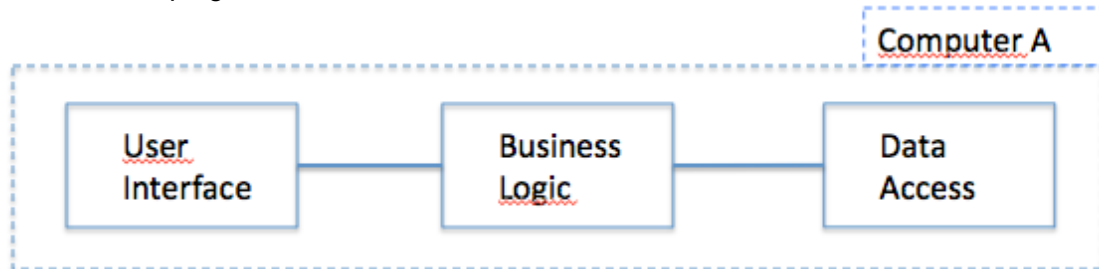 Computer A
User
Interface
Business
Logic
Data
Access